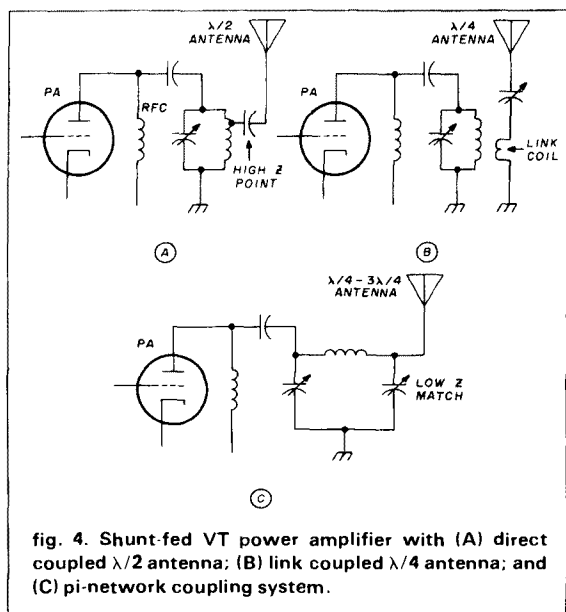 λ/2
ANTENNA
PA
RFC
HIGH Z
POINT
A
λ/4
ANTENNA
PA
LINK
COIL
B
λ/4-3λ/4
ANTENNA
PA
LOW Z
MATCH
C
fig. 4. Shunt-fed VT power amplifier with (A) direct
coupled λ/2 antenna; (B) link coupled λ/4 antenna; and
(C) pi-network coupling system.